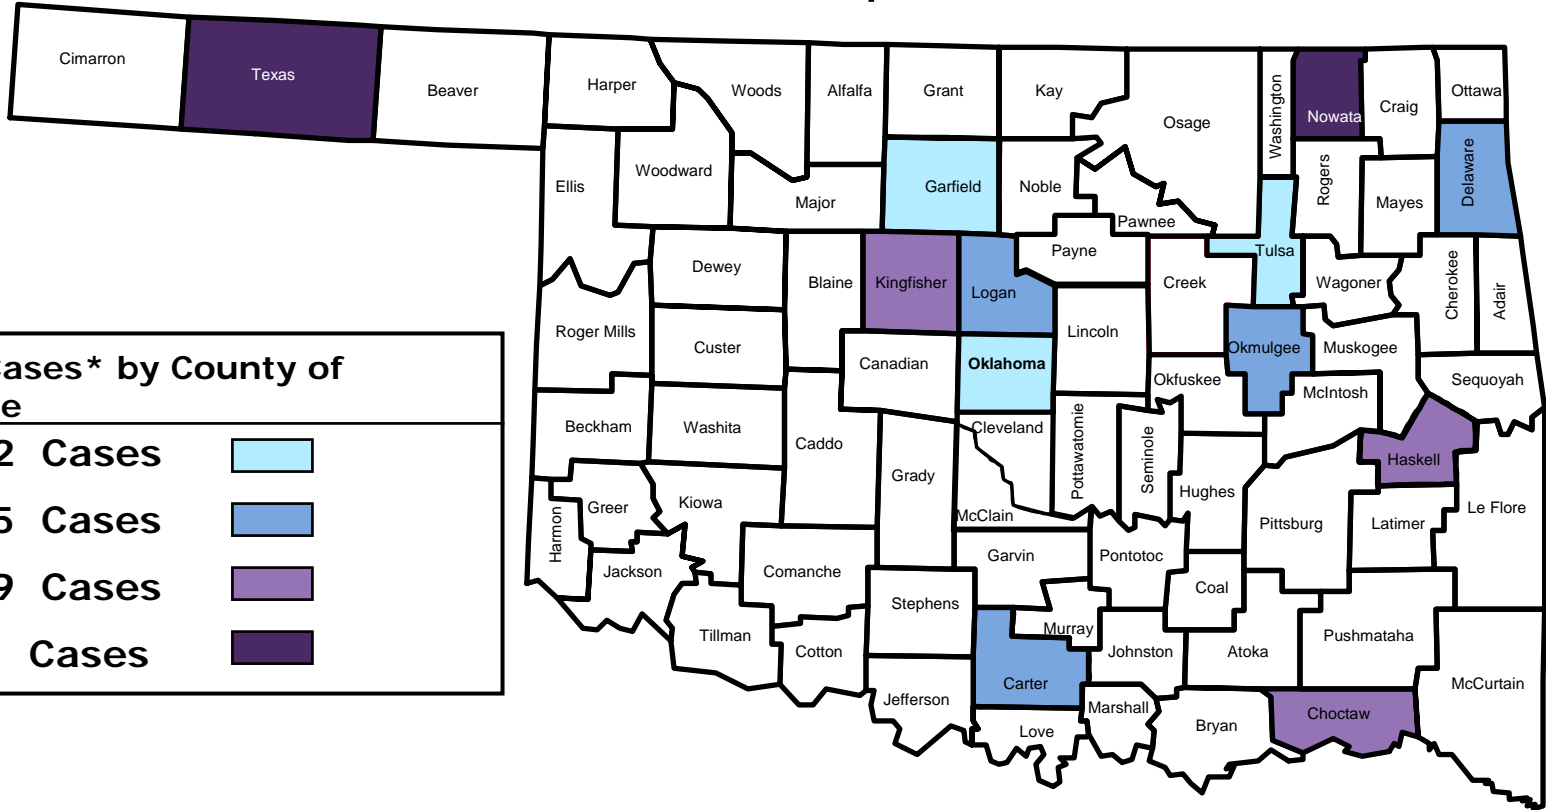 Cimarron
Texas
Beaver
Harper
Woods
Alfalfa
Grant
Kay
Osage
Washington
Nowata
Craig
Ottawa
Ellis
Woodward
Major
Garfield
Noble
Pawnee
Rogers
Mayes
Delaware
Dewey
Blaine
Kingfisher
Logan
Payne
Creek
Tulsa
Wagoner
Cherokee
Adair
Roger Mills
Custer
Canadian
Oklahoma
Lincoln
Okmulgee
Muskogee
Okfuskee
McIntosh
Sequoyah
Beckham
Washita
Caddo
Grady
Cleveland
Pottawatomie
Seminole
Hughes
Haskell
Harmon
Greer
Kiowa
McClain
Pittsburg
Latimer
Le Flore
Jackson
Comanche
Garvin
Pontotoc
Coal
Stephens
Murray
Tillman
Cotton
Johnston
Atoka
Pushmataha
Jefferson
Carter
Love
Marshall
Bryan
Choctaw
McCurtain
Cases* by County of
e
2 Cases
5 Cases
9 Cases
Cases